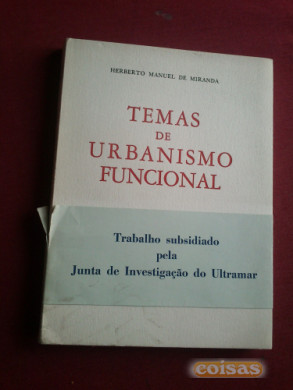 HERBERTO MANUEL DE MIRANDA
TEMAS
DE
URBANISMO
FUNCIONAL
Trabalho subsidiado
pela
Junta de Investigação do Ultramar
coisas